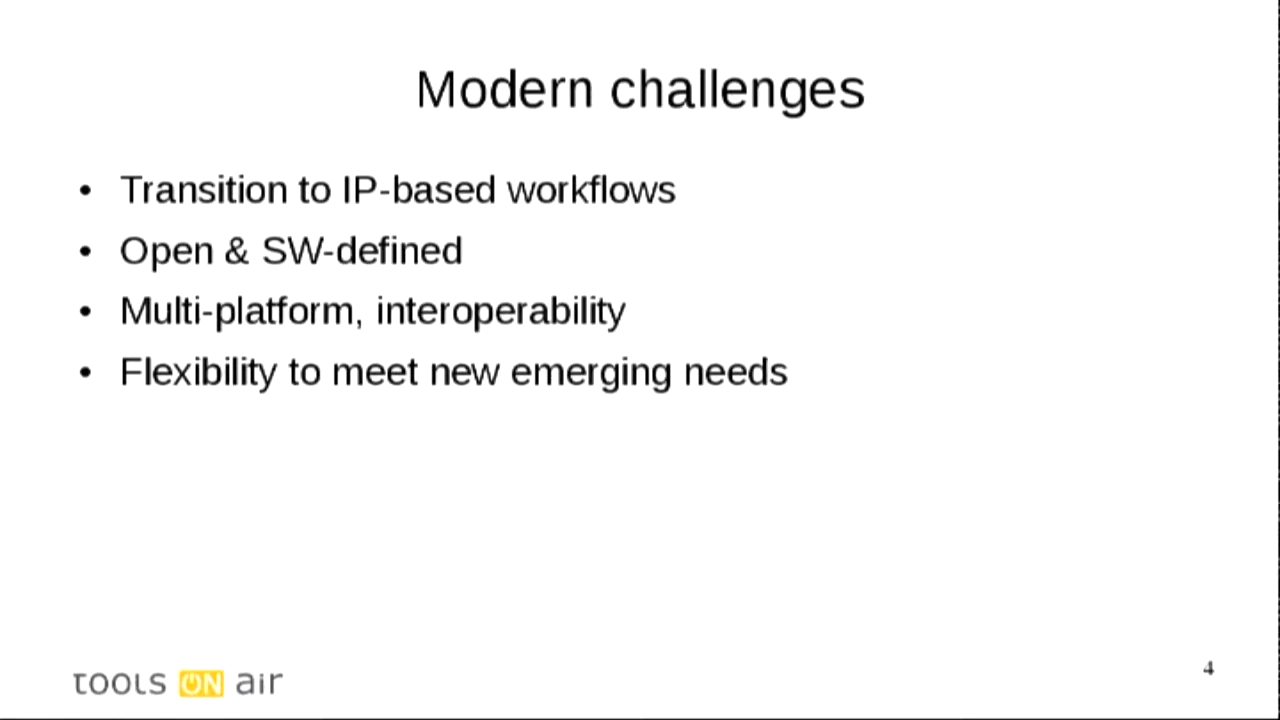 Modern challenges
• Transition to IP-based workflows
• Open & SW-defined
• Multi-platform, interoperability
• Flexibility to meet new emerging needs
TOOLS ON air
4